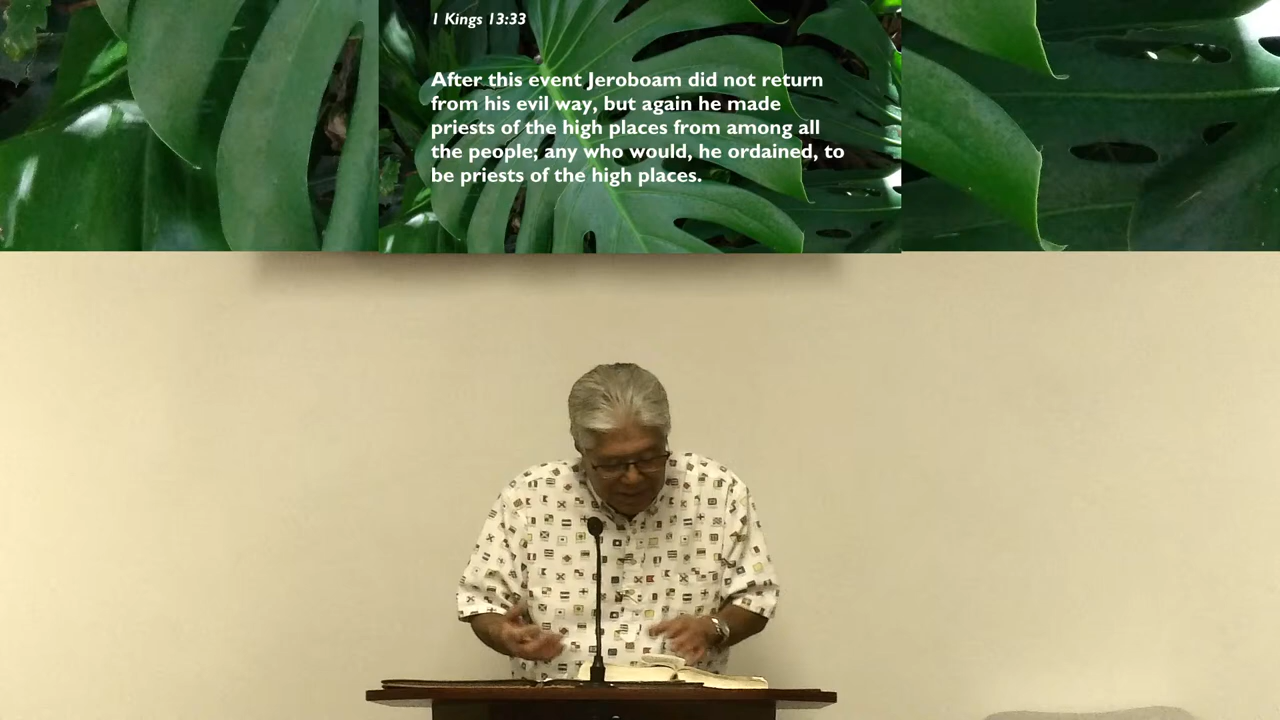 1 Kings 13:33
After this event Jeroboam did not return
from his evil way, but again he made
priests of the high places from among all
the people; any who would, he ordained, to
be priests of the high places.